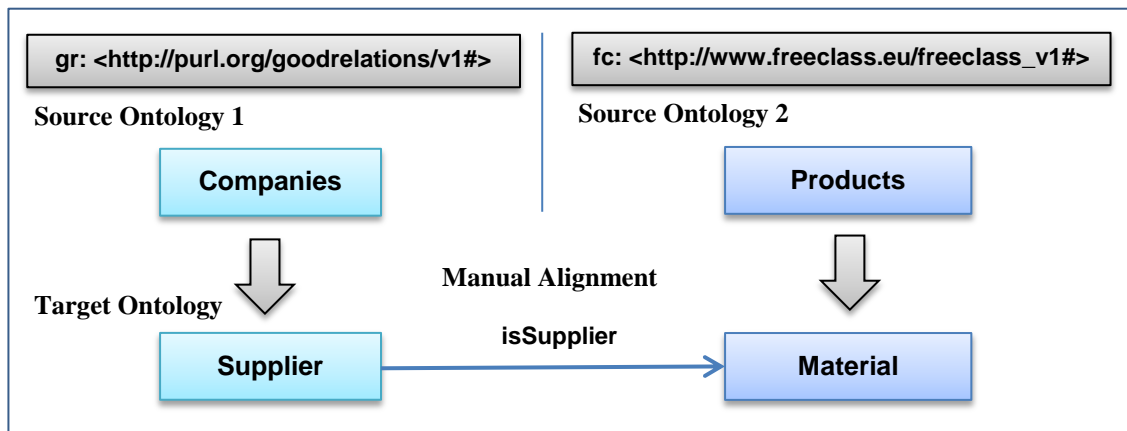 gr: <http://purl.org/goodrelations/v1#>
fc: <http://www.freeclass.eu/freeclass_v1#>
Source Ontology 1
Source Ontology 2
Companies
Products
Manual Alignment
Target Ontology
isSupplier
Supplier
Material